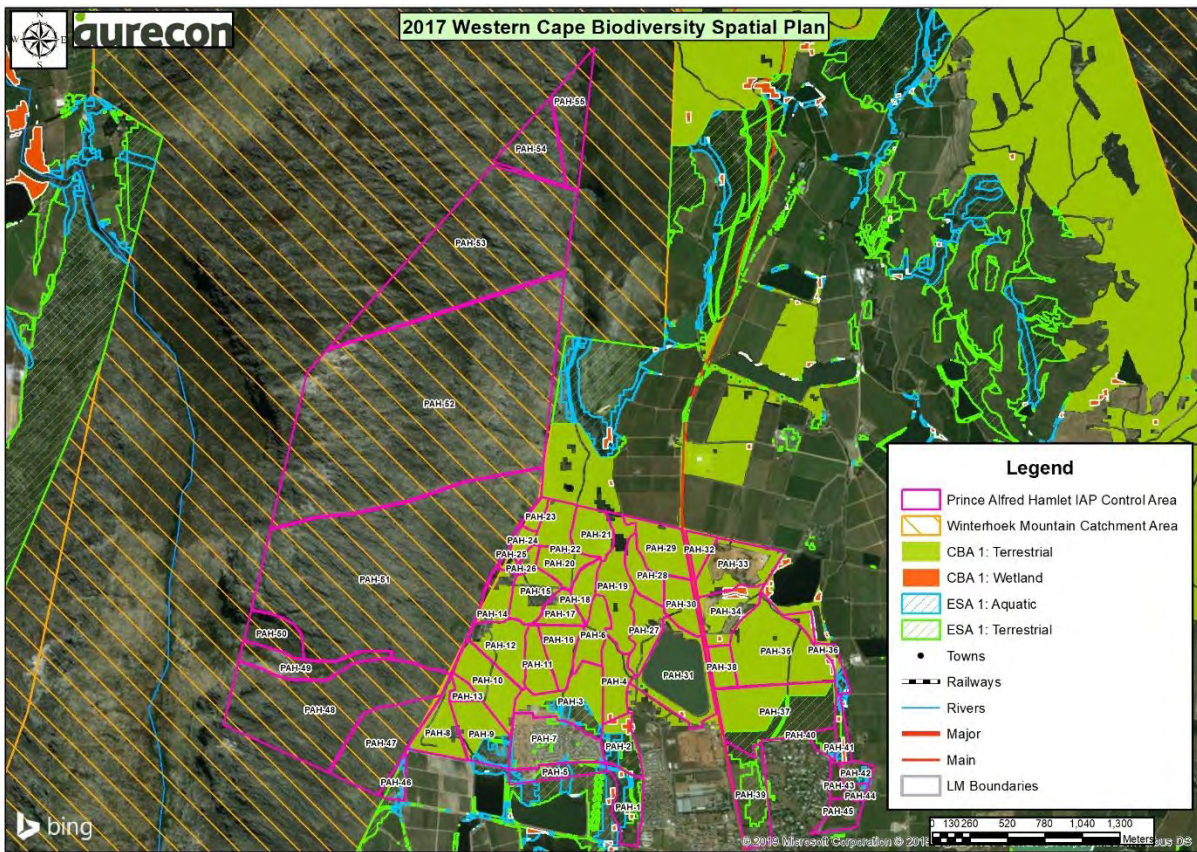 N
W
E
S
aurecon
2017 Western Cape Biodiversity Spatial Plan
PAH-55
PAH-54
PAH-53
PAH-52
PAH-51
PAH-50
PAH-49
PAH-48
PAH-47
PAH-46
PAH-23
PAH-24
PAH-25
PAH-26
PAH-22
PAH-21
PAH-20
PAH-29
PAH-32
PAH-33
PAH-28
PAH-19
PAH-15
PAH-18
PAH-17
PAH-14
PAH-30
PAH-34
PAH-12
PAH-16
PAH-6
PAH-27
PAH-11
PAH-10
PAH-13
PAH-4
PAH-31
PAH-38
PAH-35
PAH-36
PAH-3
PAH-37
PAH-8
PAH-9
PAH-7
PAH-2
PAH-40
PAH-41
PAH-5
PAH-42
PAH-43
PAH-44
PAH-39
PAH-1
PAH-45
Legend
Prince Alfred Hamlet IAP Control Area
Winterhoek Mountain Catchment Area
CBA 1: Terrestrial
CBA 1: Wetland
ESA 1: Aquatic
ESA 1: Terrestrial
Towns
Railways
Rivers
Major
Main
LM Boundaries
0 130 260 520 780 1,040 1,300
Meters
bing
© 2019 Microsoft Corporation © 201